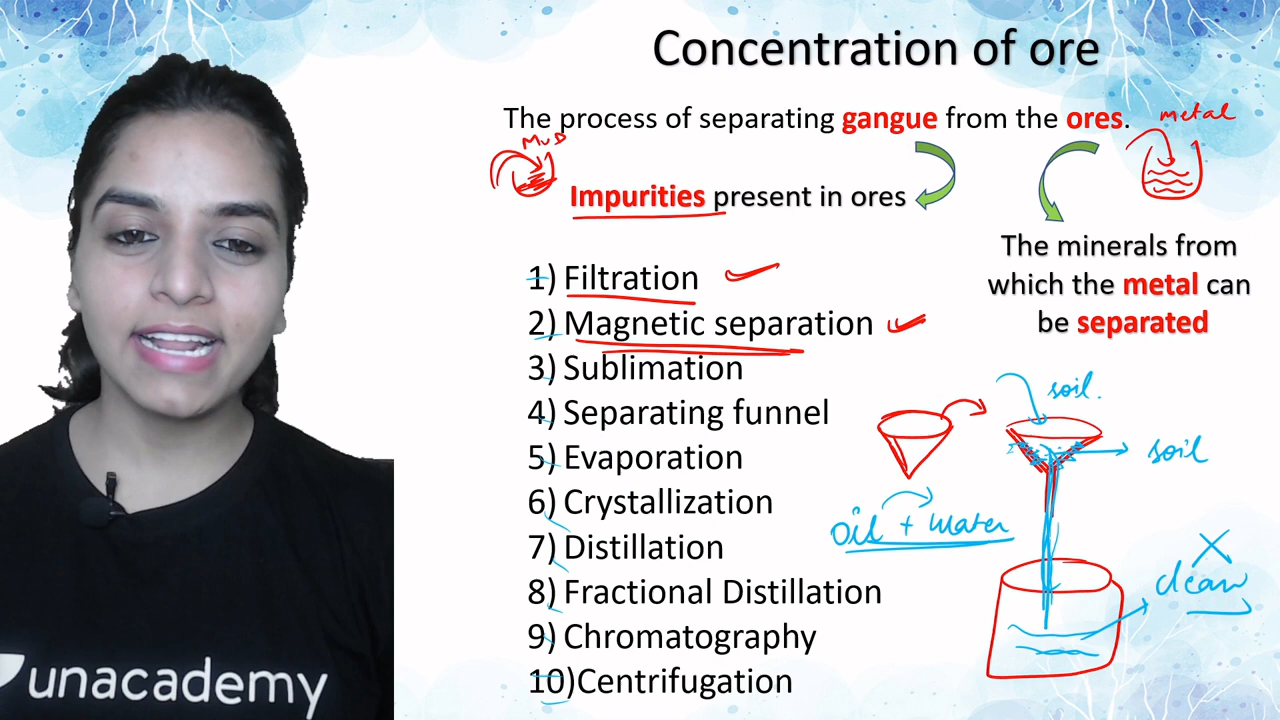 Concentration of ore
The process of separating gangue from the ores.
metal
MUD
Impurities present in ores
The minerals from
which the metal can
be separated
1) Filtration
2) Magnetic separation
3) Sublimation
4) Separating funnel
5) Evaporation
6) Crystallization
7) Distillation
8) Fractional Distillation
9) Chromatography
10)Centrifugation
soil.
soil
oil + water
clean
unacademy